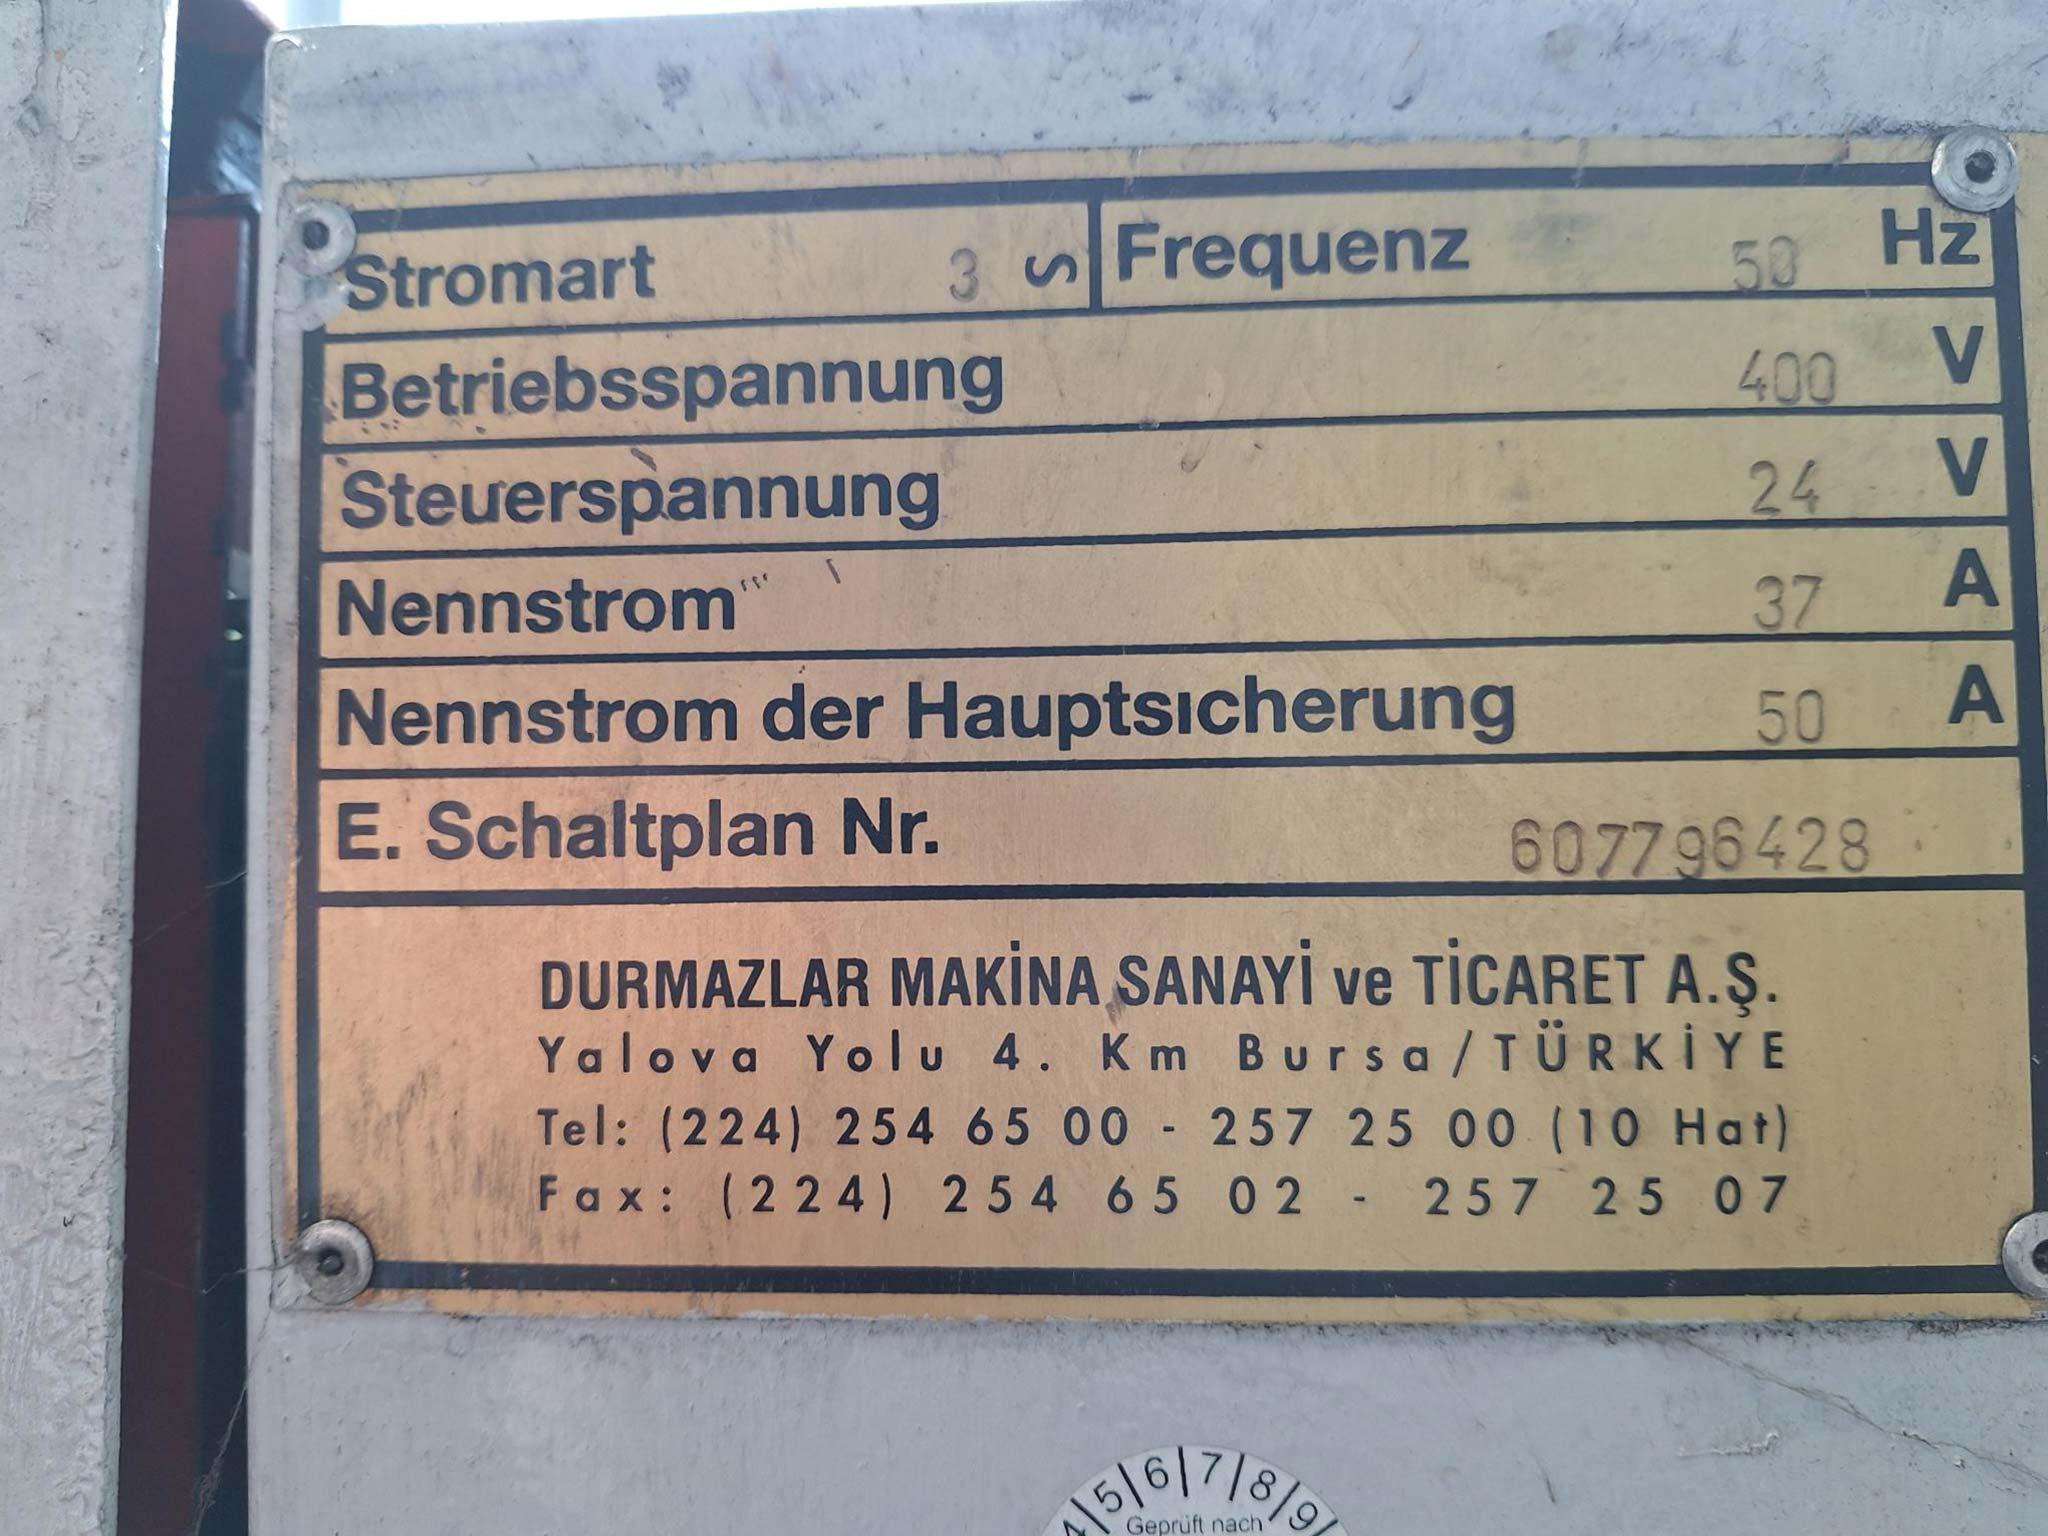 Stromart 3 ∽ Frequenz 50 Hz
Betriebsspannung 400 V
Steuerspannung 24 V
Nennstrom 37 A
Nennstrom der Hauptsicherung 50 A
E. Schaltplan Nr. 607796428
DURMAZLAR MAKİNA SANAYİ ve TİCARET A.Ş.
Yalova Yolu 4. Km Bursa/TÜRKİYE
Tel: (224) 254 65 00 - 257 25 00 (10 Hat)
Fax: (224) 254 65 02 - 257 25 07
4 5 6 7 8 9
Geprüft nach